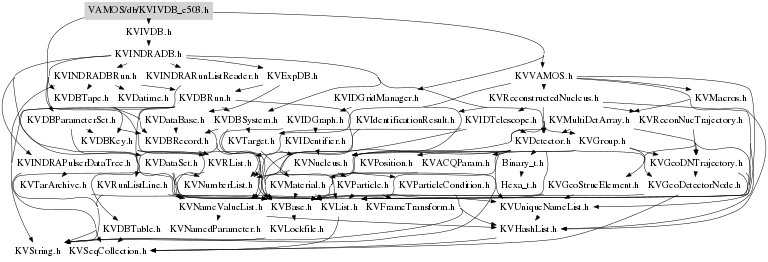 VAMOS/db/KVIVDB_e503.h
KVIVDB.h
KVINDRADB.h
KVINDRADBRun.h KVINDRARunListReader.h KVExpDB.h KVVAMOS.h
KVDBTape.h KVDatime.h KVDBRun.h KVIDGridManager.h KVReconstructedNucleus.h KVMacros.h
KVDBParameterSet.h KVDataBase.h KVDBSystem.h KVIDGraph.h KVIdentificationResult.h KVIDTelescope.h KVMultiDetArray.h KVReconNucTrajectory.h
KVDBKey.h KVDBRecord.h KVTarget.h KVIDentifier.h KVDetector.h KVGroup.h
KVINDRAPulserDataTree.h KVDataSet.h KVRList.h KVNucleus.h KVPosition.h KVACQParam.h Binary_t.h KVGeoDNTrajectory.h
KVTarArchive.h KVRunListLine.h KVNumberList.h KVMaterial.h KVParticle.h KVParticleCondition.h Hexa_t.h KVGeoStrucElement.h KVGeoDetectorNode.h
KVNameValueList.h KVBase.h KVList.h KVFrameTransform.h KVUniqueNameList.h
KVDBTable.h KVNamedParameter.h KVLockfile.h KVHashList.h
KVString.h KVSeqCollection.h